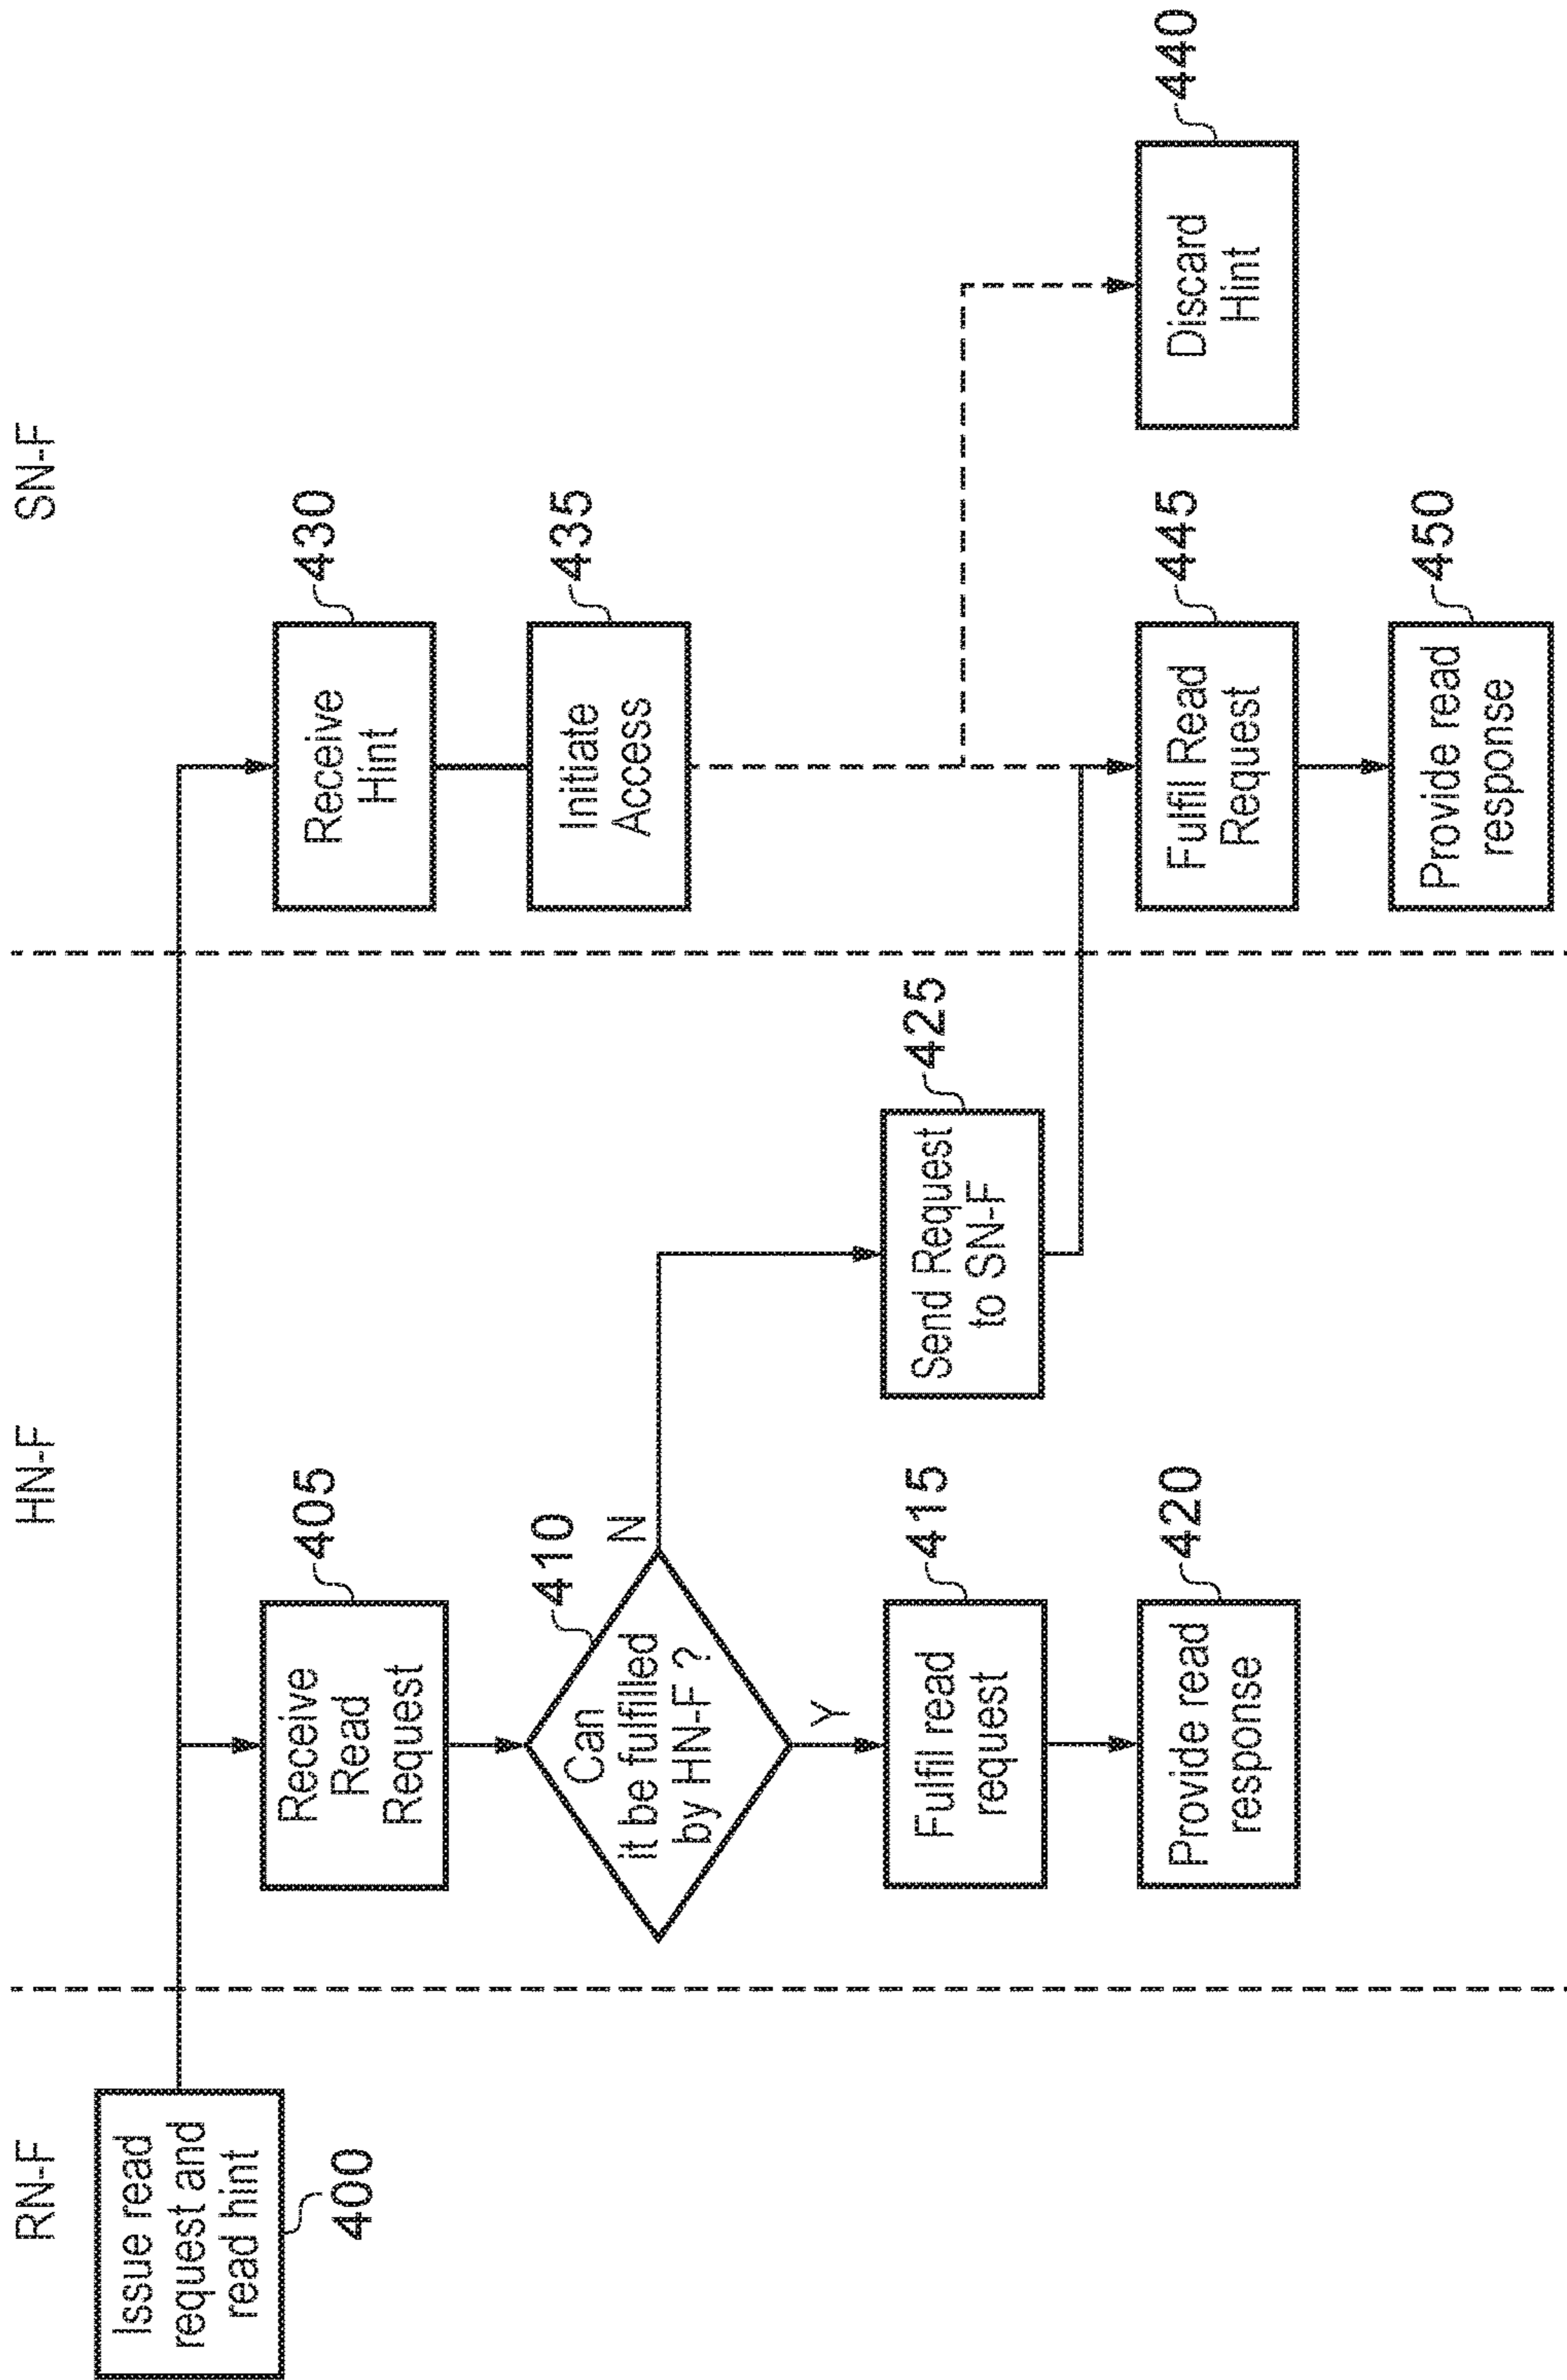 RN-F
HN-F
SN-F
Issue read
request and
read hint
400
Receive
Read
Request
405
Can
it be fulfilled
by HN-F ?
410
N
Y
Fulfil read
request
415
Provide read
response
420
Send Request
to SN-F
425
Receive
Hint
430
Initiate
Access
435
Discard
Hint
440
Fulfil Read
Request
445
Provide read
response
450